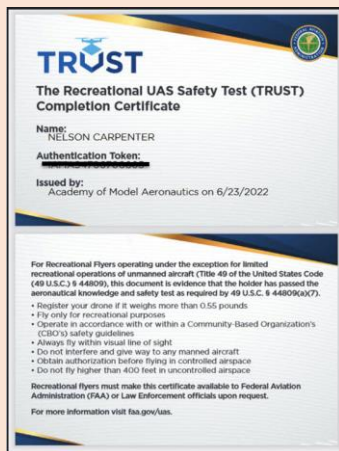 TRUST
The Recreational UAS Safety Test (TRUST)
Completion Certificate
Name:
NELSON CARPENTER
Authentication Token:
Issued by:
Academy of Model Aeronautics on 6/23/2022
For Recreational Flyers operating under the exception for limited
recreational operations of unmanned aircraft (Title 49 of the United States Code
(49 U.S.C.) § 44809), this document is evidence that the holder has passed the
aeronautical knowledge and safety test as required by 49 U.S.C. § 44809(a)(7).
• Register your drone if it weighs more than 0.55 pounds
• Fly only for recreational purposes
• Operate in accordance with or within a Community-Based Organization's
(CBO's) safety guidelines
• Always fly within visual line of sight
• Do not interfere and give way to any manned aircraft
• Obtain authorization before flying in controlled airspace
• Do not fly higher than 400 feet in uncontrolled airspace
Recreational flyers must make this certificate available to Federal Aviation
Administration (FAA) or Law Enforcement officials upon request.
For more information visit faa.gov/uas.